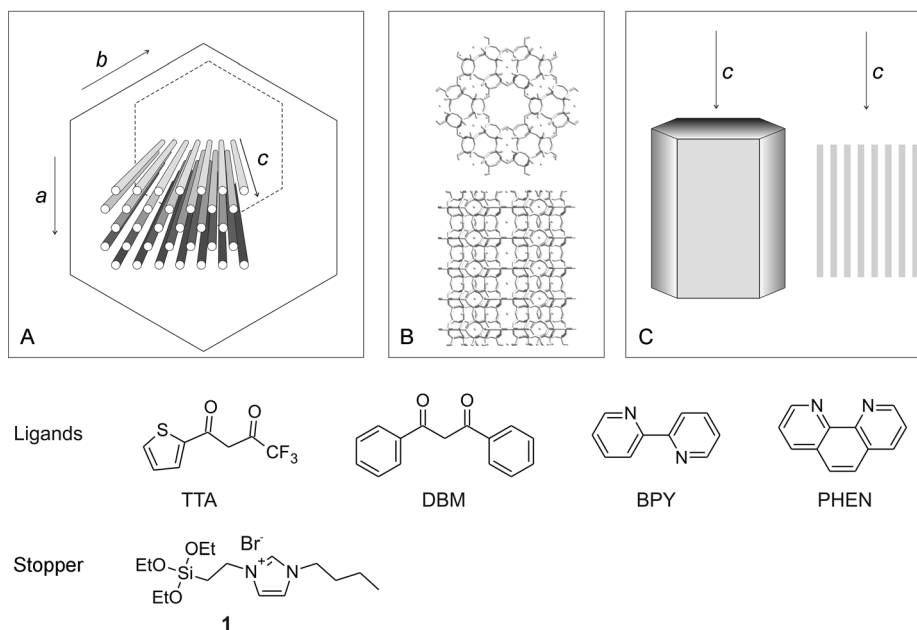 b
a
c
A
B
c
c
C
Ligands
S
O
O
CF3
TTA
O
O
DBM
N
N
BPY
N
N
PHEN
Stopper
EtO
OEt
Si
EtO
Br-
N
+
N
1